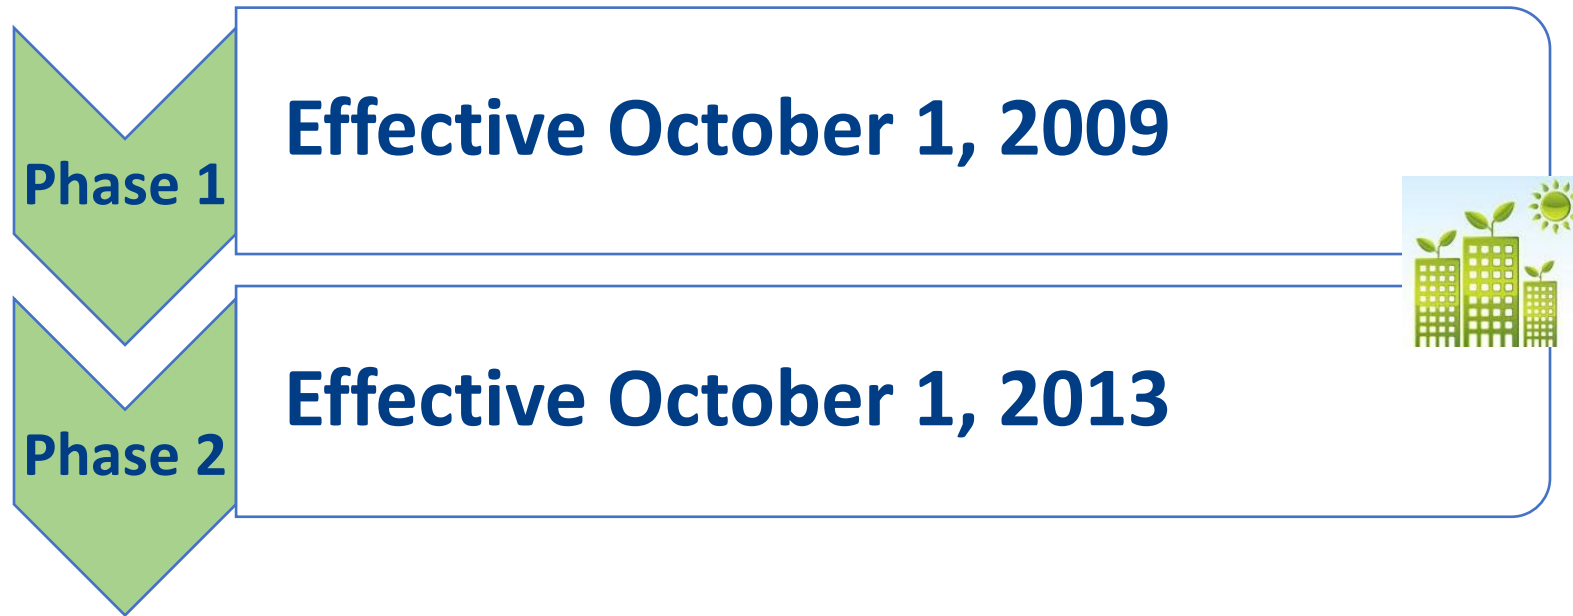 Phase 1
Effective October 1, 2009
Phase 2
Effective October 1, 2013